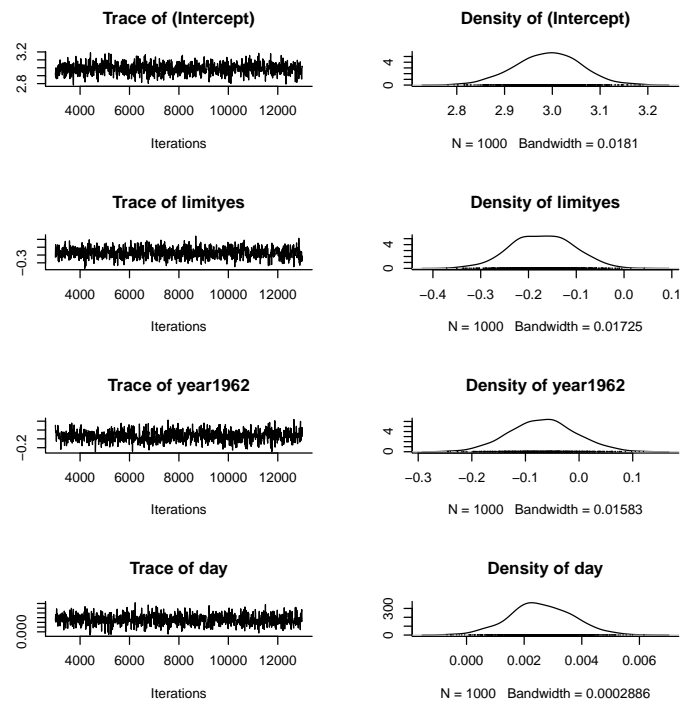 Trace of (Intercept)
2.8 3.2
4000 6000 8000 10000 12000
Iterations
Density of (Intercept)
0 4
2.8 2.9 3.0 3.1 3.2
N = 1000 Bandwidth = 0.0181
Trace of limityes
−0.3
4000 6000 8000 10000 12000
Iterations
Density of limityes
0 4
−0.4 −0.3 −0.2 −0.1 0.0 0.1
N = 1000 Bandwidth = 0.01725
Trace of year1962
−0.2
4000 6000 8000 10000 12000
Iterations
Density of year1962
0 4
−0.3 −0.2 −0.1 0.0 0.1
N = 1000 Bandwidth = 0.01583
Trace of day
0.000
4000 6000 8000 10000 12000
Iterations
Density of day
0 300
0.000 0.002 0.004 0.006
N = 1000 Bandwidth = 0.0002886